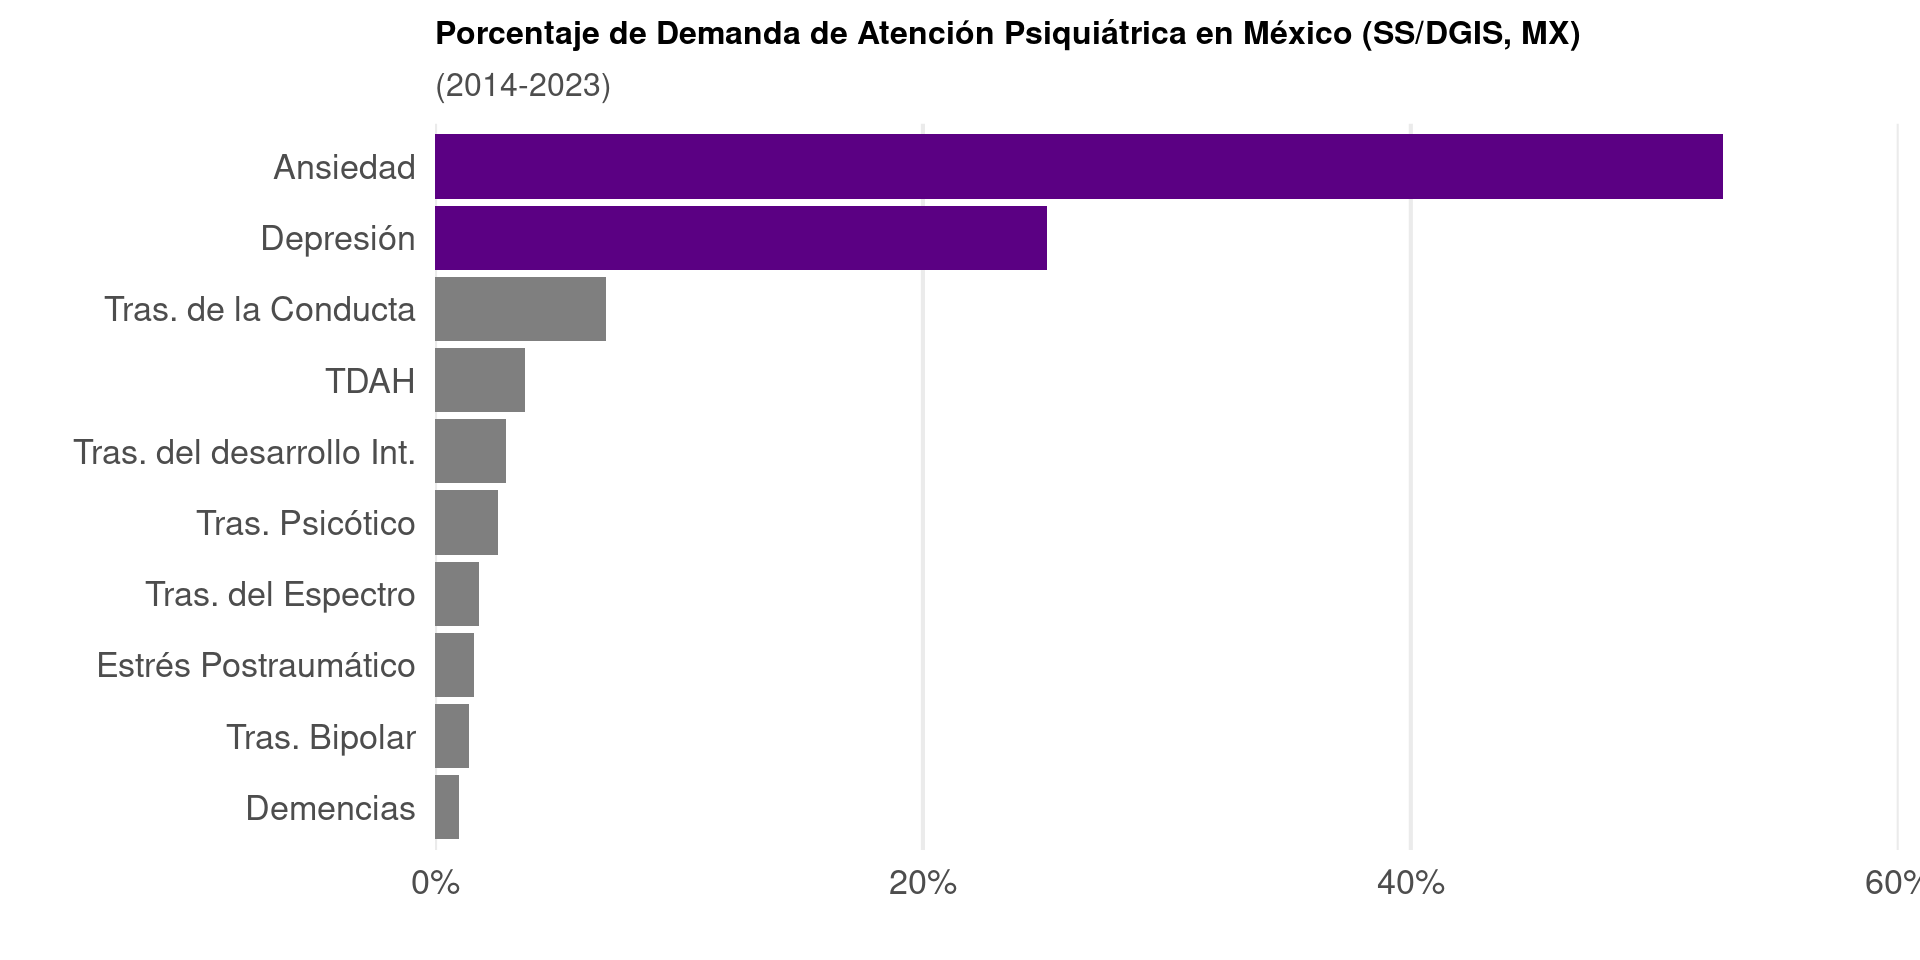 Porcentaje de Demanda de Atención Psiquiátrica en México (SS/DGIS, MX)
(2014-2023)
Ansiedad
Depresión
Tras. de la Conducta
TDAH
Tras. del desarrollo Int.
Tras. Psicótico
Tras. del Espectro
Estrés Postraumático
Tras. Bipolar
Demencias
0% 20% 40% 60%